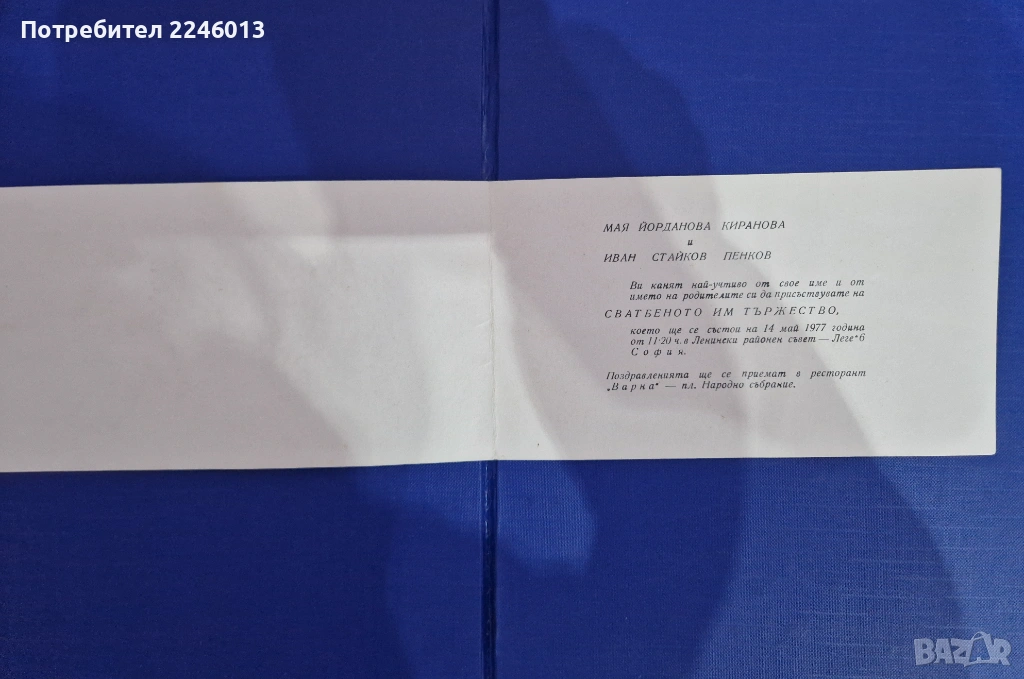 Потребител 2246013
МАЯ ЙОРДАНОВА КИРАНОВА
и
ИВАН СТАЙКОВ ПЕНКОВ
Ви канят най-учтиво от свое име и от
името на родителите си да присъствувате на
СВАТБЕНОТО ИМ ТЪРЖЕСТВО,
което ще се състои на 14 май 1977 година
от 11·20 ч. в Ленински районен съвет — Леге 6
Софин.
Поздравленията ще се приемат в ресторант
„Варна" — пл. Народно събрание.
BAZAR